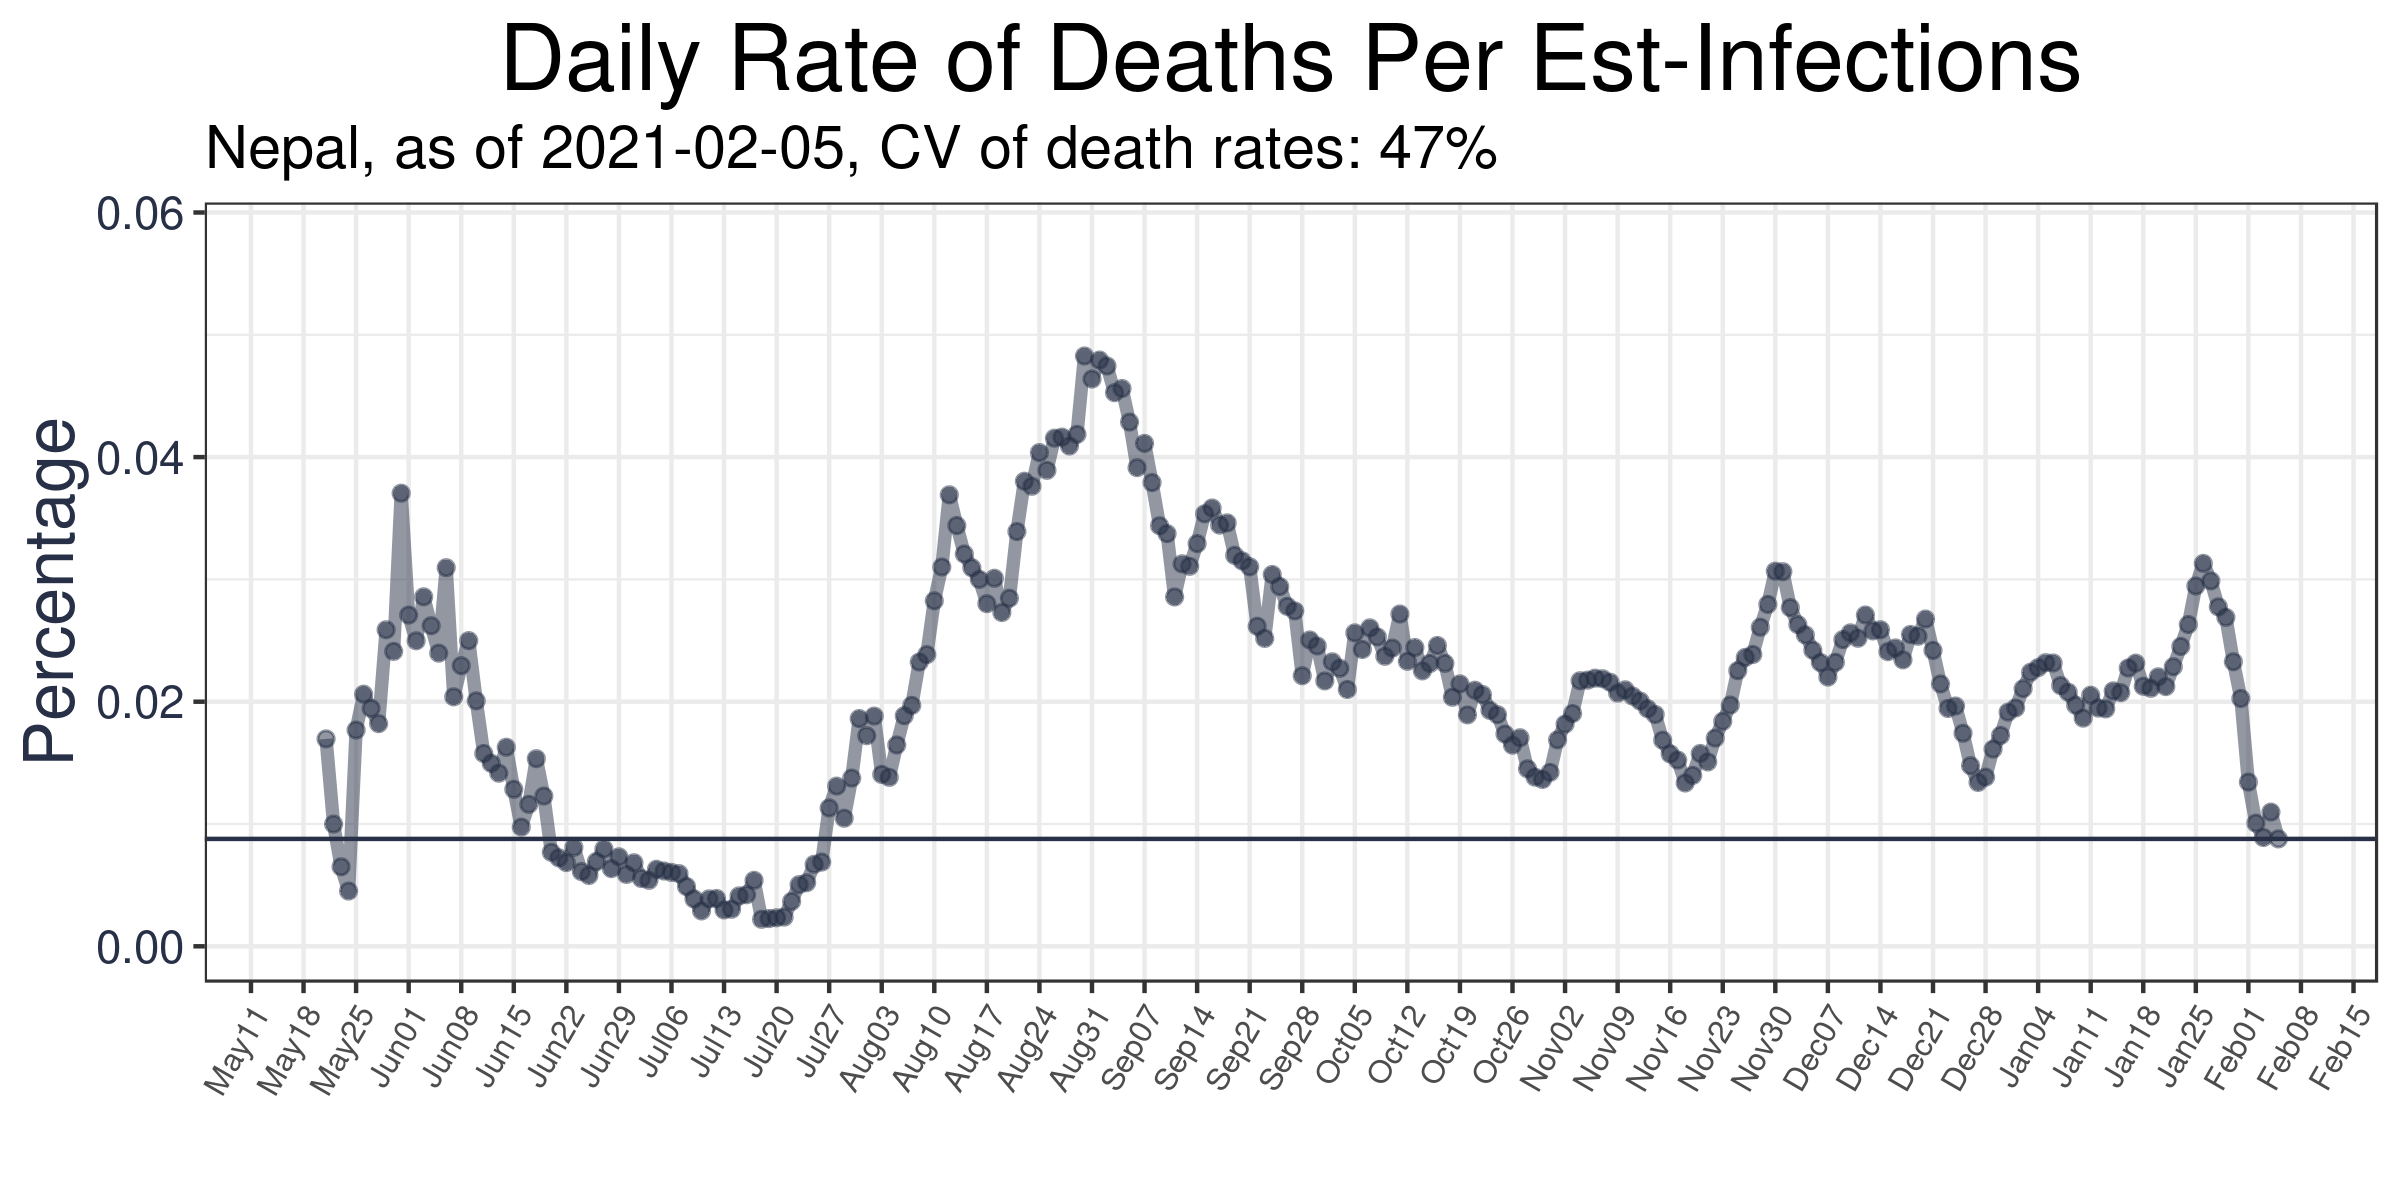 Daily Rate of Deaths Per Est-Infections
Nepal, as of 2021-02-05, CV of death rates: 47%
Percentage
0.06
0.04
0.02
0.00
May11 May18 May25 Jun01 Jun08 Jun15 Jun22 Jun29 Jul06 Jul13 Jul20 Jul27 Aug03 Aug10 Aug17 Aug24 Aug31 Sep07 Sep14 Sep21 Sep28 Oct05 Oct12 Oct19 Oct26 Nov02 Nov09 Nov16 Nov23 Nov30 Dec07 Dec14 Dec21 Dec28 Jan04 Jan11 Jan18 Jan25 Feb01 Feb08 Feb15